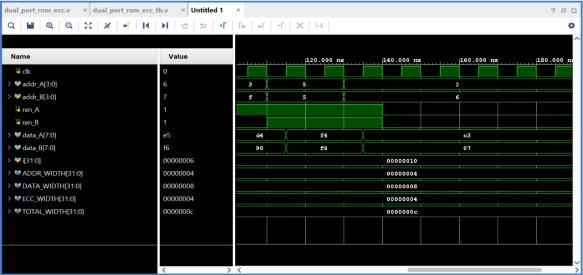 dual_port_rom_ecc.v × dual_port_rom_ecc_tb.v × Untitled 1 ×
Name Value
120.000 ns 140.000 ns 160.000 ns 180.000 ns
clk 0
addr_A[3:0] 6 3 5 2
addr_B[3:0] 7 f 5 6
ren_A 1
ren_B 1
data_A[7:0] e5 d4 f6 c3
data_B[7:0] f6 90 f6 07
i[31:0] 00000006 00000010
ADDR_WIDTH[31:0] 00000004 00000004
DATA_WIDTH[31:0] 00000008 00000008
ECC_WIDTH[31:0] 00000004 00000004
TOTAL_WIDTH[31:0] 0000000c 0000000c